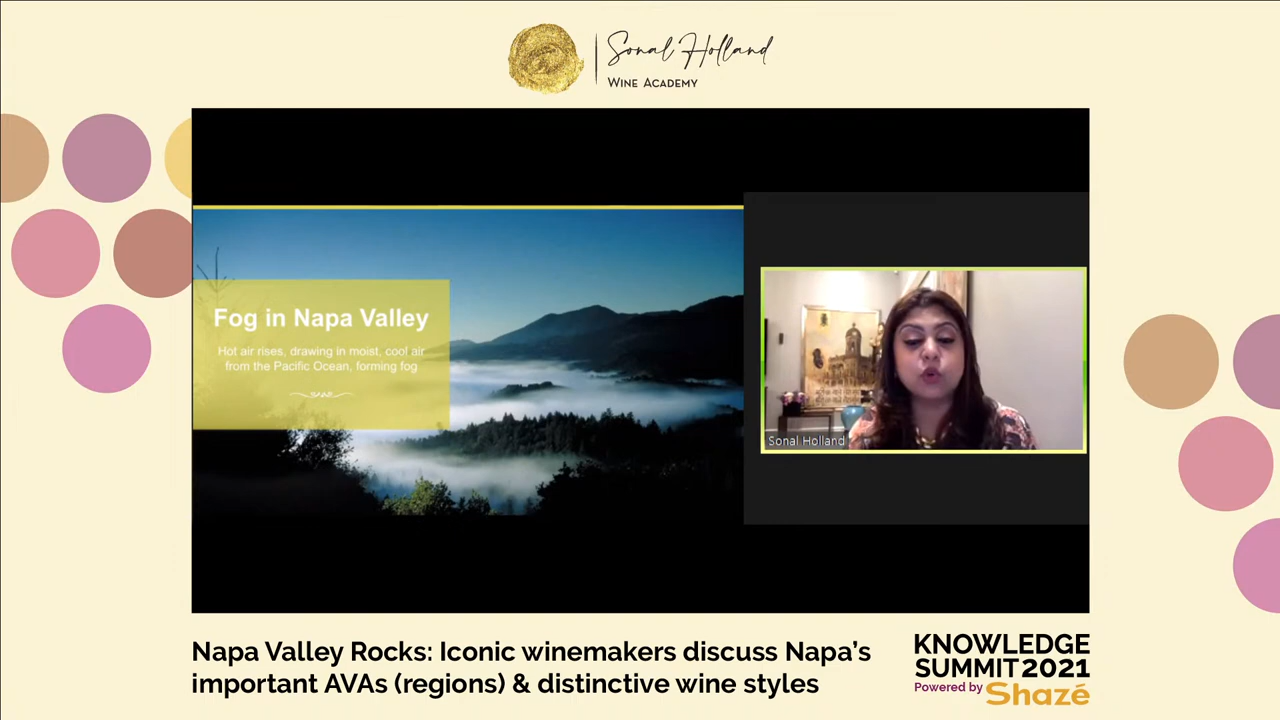 Sonal Holland
WINE ACADEMY
Fog in Napa Valley
Hot air rises, drawing in moist, cool air
from the Pacific Ocean, forming fog
Sonal Holland
Napa Valley Rocks: Iconic winemakers discuss Napa’s
important AVAs (regions) & distinctive wine styles
KNOWLEDGE
SUMMIT 2021
Powered by Shazé